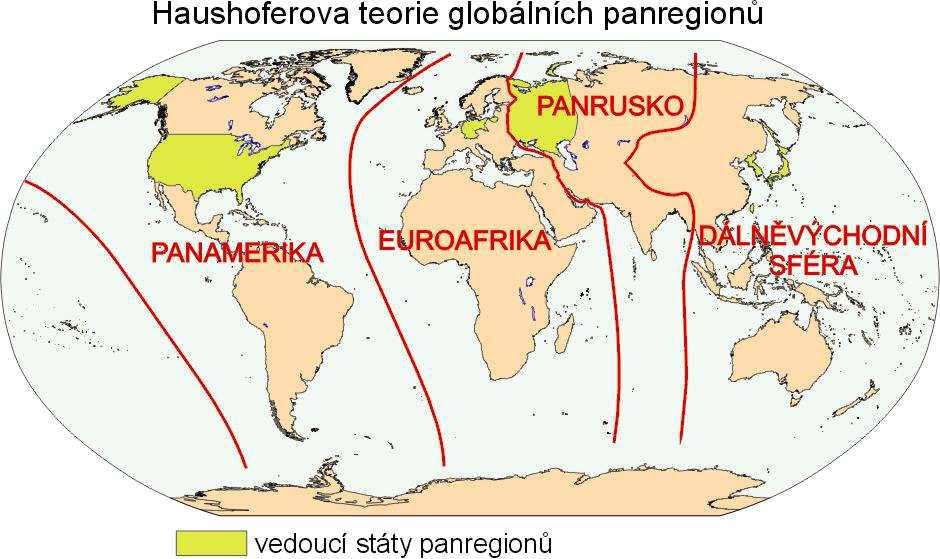 Haushoferova teorie globálních panregionů
PANRUSKO
PANAMERIKA
EUROAFRIKA
DÁLNĚVÝCHODNÍ
SFÉRA
vedoucí státy panregionů